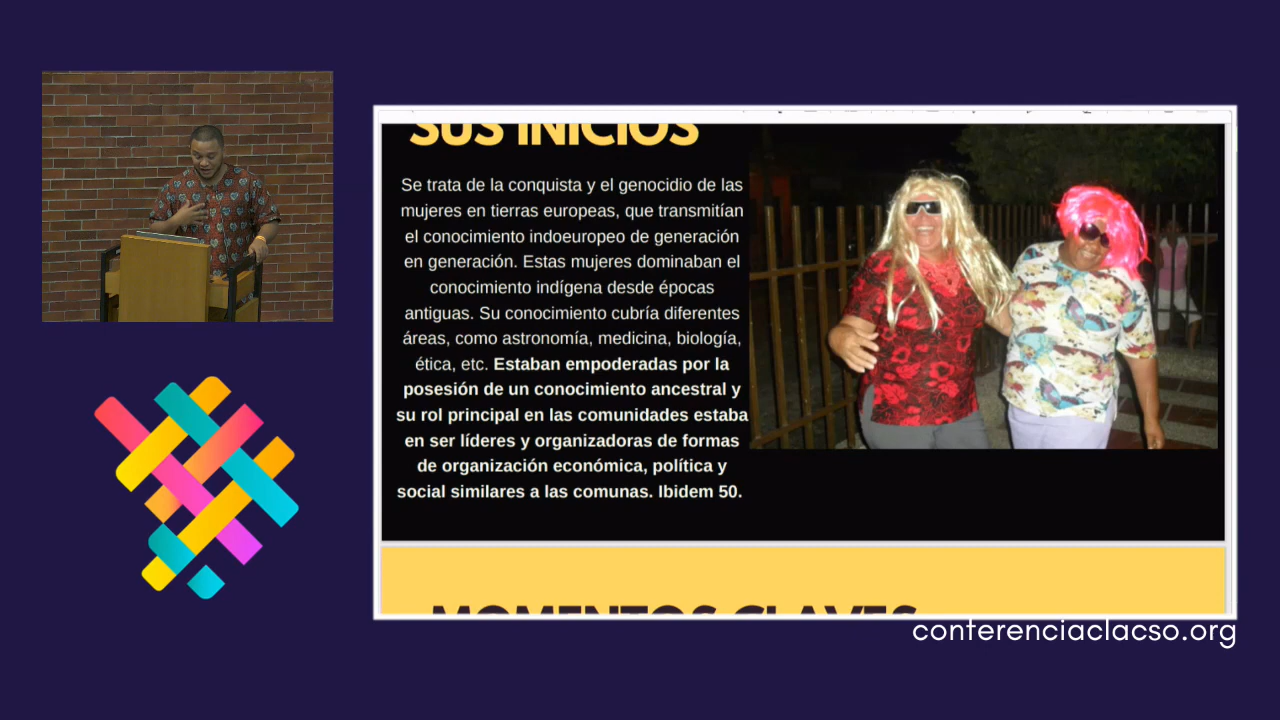 SUS INICIOS
Se trata de la conquista y el genocidio de las
mujeres en tierras europeas, que transmitían
el conocimiento indoeuropeo de generación
en generación. Estas mujeres dominaban el
conocimiento indígena desde épocas
antiguas. Su conocimiento cubría diferentes
áreas, como astronomía, medicina, biología,
ética, etc. Estaban empoderadas por la
posesión de un conocimiento ancestral y
su rol principal en las comunidades estaba
en ser líderes y organizadoras de formas
de organización económica, política y
social similares a las comunas. Ibidem 50.
MOMENTOS CLAVES
conferenciaclacso.org